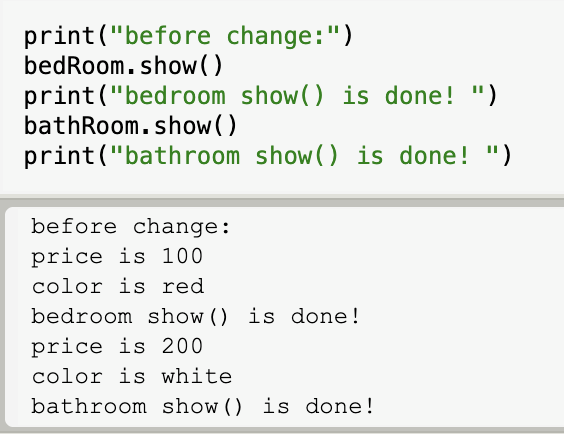 print("before change:")
bedRoom.show()
print("bedroom show() is done! ")
bathRoom.show()
print("bathroom show() is done! ")
before change:
price is 100
color is red
bedroom show() is done!
price is 200
color is white
bathroom show() is done!